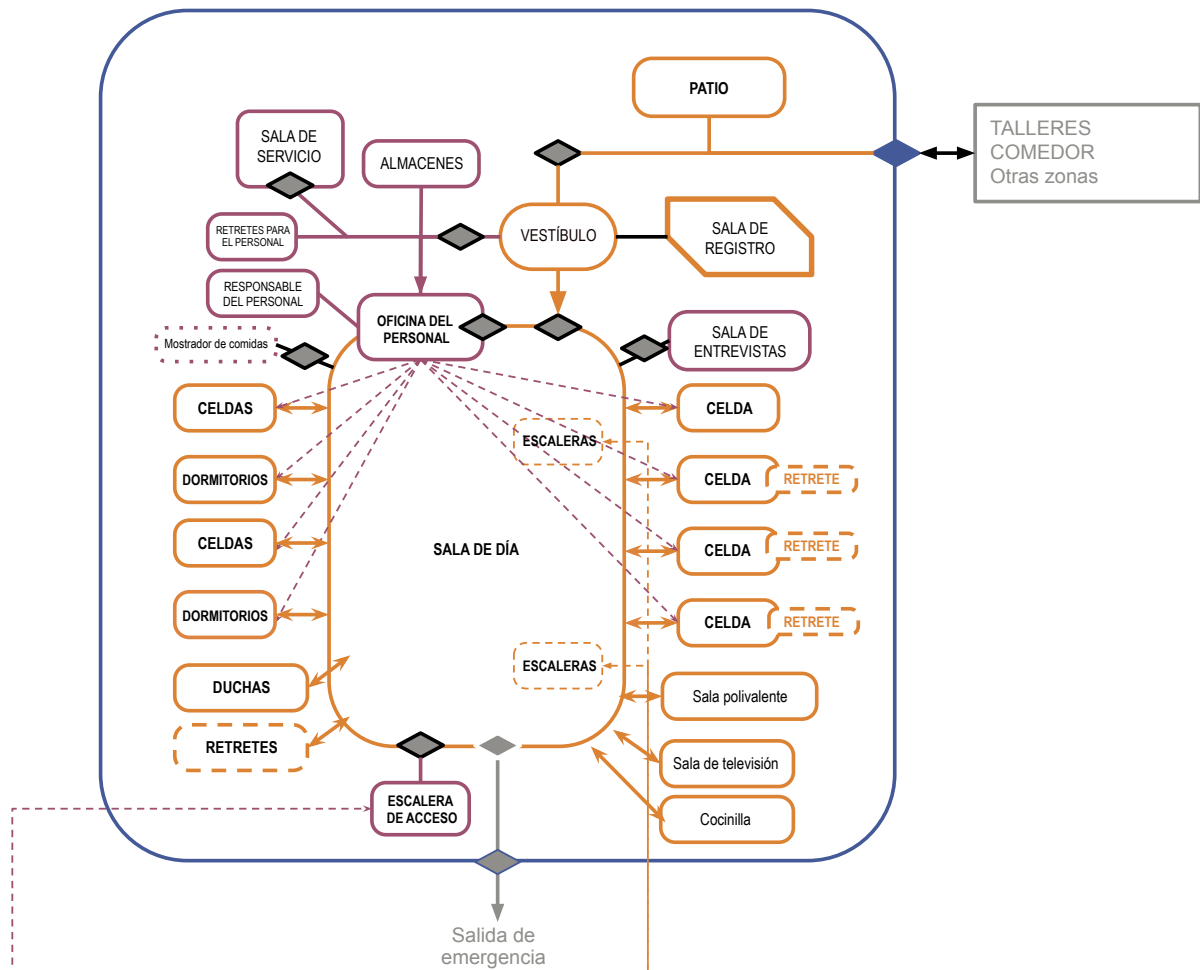 PATIO
TALLERES
COMEDOR
Otras zonas
SALA DE
SERVICIO
ALMACENES
RETRETES PARA
EL PERSONAL
VESTÍBULO
SALA DE
REGISTRO
RESPONSABLE
DEL PERSONAL
OFICINA DEL
PERSONAL
Mostrador de comidas
SALA DE
ENTREVISTAS
CELDAS
CELDA
ESCALERAS
DORMITORIOS
CELDA
RETRETE
CELDAS
SALA DE DÍA
CELDA
RETRETE
DORMITORIOS
CELDA
RETRETE
ESCALERAS
DUCHAS
Sala polivalente
RETRETES
Sala de televisión
ESCALERA
DE ACCESO
Cocinilla
Salida de
emergencia